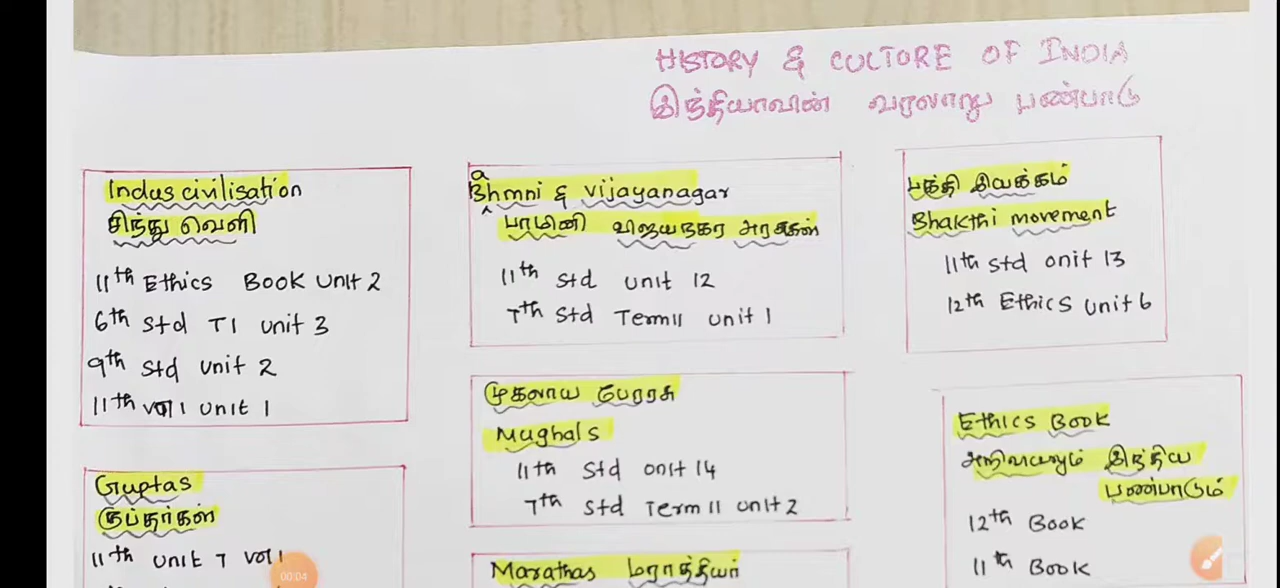 HISTORY & CULTURE OF INDIA
இந்தியாவின் வரலாறு பண்பாடு
Indus civilisation
சிந்து வெளி
11th Ethics Book unit 2
6th Std T1 unit 3
9th Std unit 2
11th vol 1 unit 1
Guptas
குப்தர்கள்
11th unit 7 vol 1
00:04
Bahmni & vijayanagar
பாமினி விஜயநகர அரசுகள்
11th Std unit 12
7th Std Term II unit 1
முகலாய பேரரசு
Mughals
11th Std unit 14
7th Std Term II unit 2
Marathas மராத்தியர்
பக்தி இயக்கம்
Bhakthi movement
11th Std unit 13
12th Ethics unit 6
Ethics Book
அறிவியலும் இந்திய
பண்பாடும்
12th Book
11th Book